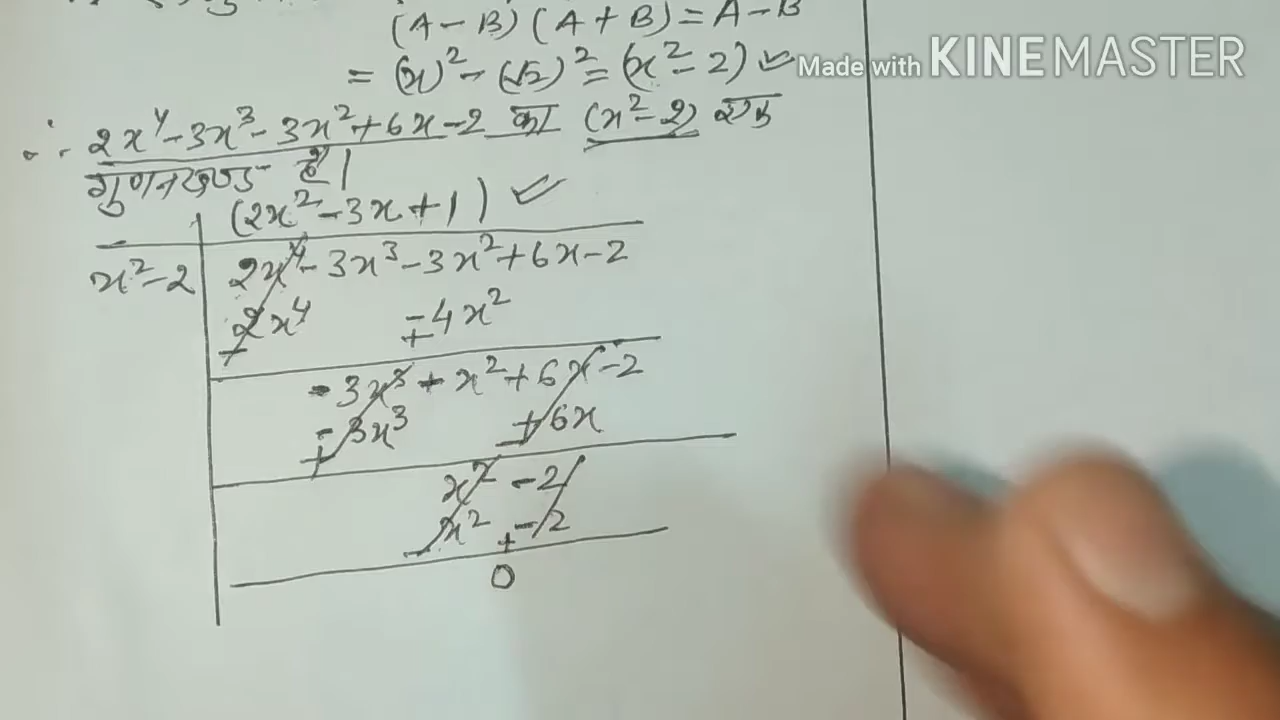 (A - B) (A + B) = A - B
= (x)² - (√2)² = (x² - 2) ✓
Made with KINEMASTER
∴ 2x⁴ - 3x³ - 3x² + 6x - 2 का (x² - 2) एक
गुणनखण्ड है।
(2x² - 3x + 1) ✓
x² - 2 2x⁴ - 3x³ - 3x² + 6x - 2
2x⁴ - 4x²
- +
- 3x³ + x² + 6x - 2
- 3x³ + 6x
+ -
x² - 2
x² - 2
- +
0